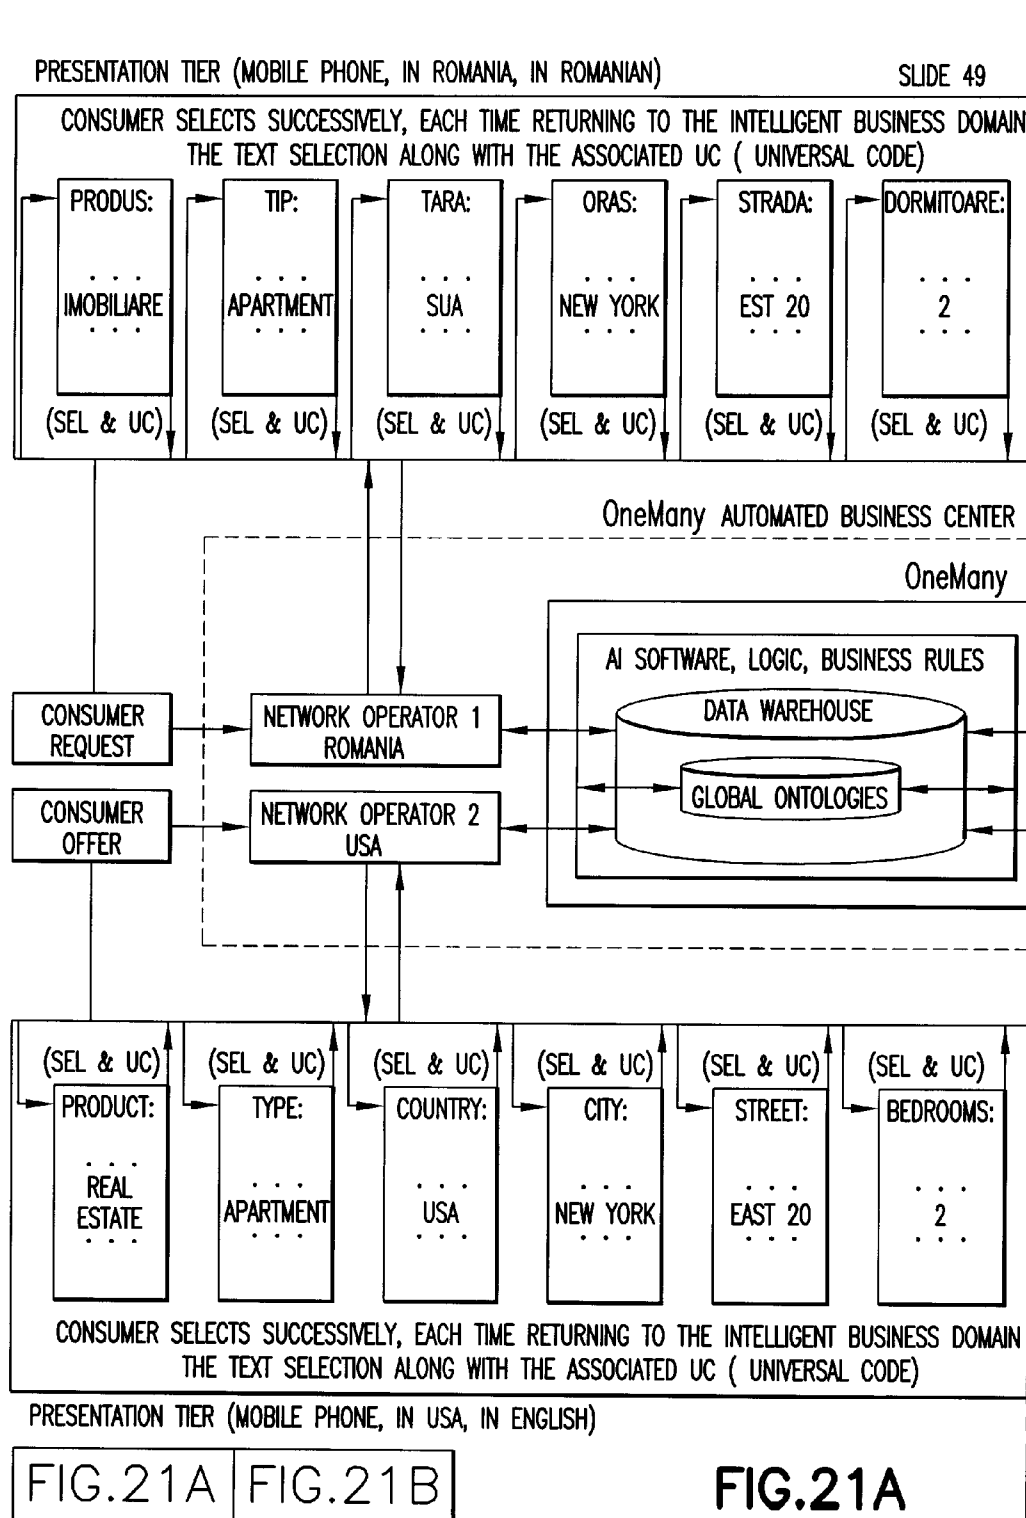 PRESENTATION TIER (MOBILE PHONE, IN ROMANIA, IN ROMANIAN)
SLIDE 49
CONSUMER SELECTS SUCCESSIVELY, EACH TIME RETURNING TO THE INTELLIGENT BUSINESS DOMAIN
THE TEXT SELECTION ALONG WITH THE ASSOCIATED UC ( UNIVERSAL CODE)
PRODUS:
. . .
IMOBILIARE
. . .
(SEL & UC)
TIP:
. . .
APARTMENT
. . .
(SEL & UC)
TARA:
. . .
SUA
. . .
(SEL & UC)
ORAS:
. . .
NEW YORK
. . .
(SEL & UC)
STRADA:
. . .
EST 20
. . .
(SEL & UC)
DORMITOARE:
. . .
2
. . .
(SEL & UC)
OneMany AUTOMATED BUSINESS CENTER
OneMany
AI SOFTWARE, LOGIC, BUSINESS RULES
DATA WAREHOUSE
GLOBAL ONTOLOGIES
CONSUMER
REQUEST
NETWORK OPERATOR 1
ROMANIA
CONSUMER
OFFER
NETWORK OPERATOR 2
USA
(SEL & UC)
PRODUCT:
. . .
REAL
ESTATE
. . .
(SEL & UC)
TYPE:
. . .
APARTMENT
. . .
(SEL & UC)
COUNTRY:
. . .
USA
. . .
(SEL & UC)
CITY:
. . .
NEW YORK
. . .
(SEL & UC)
STREET:
. . .
EAST 20
. . .
(SEL & UC)
BEDROOMS:
. . .
2
. . .
CONSUMER SELECTS SUCCESSIVELY, EACH TIME RETURNING TO THE INTELLIGENT BUSINESS DOMAIN
THE TEXT SELECTION ALONG WITH THE ASSOCIATED UC ( UNIVERSAL CODE)
PRESENTATION TIER (MOBILE PHONE, IN USA, IN ENGLISH)
FIG.21A FIG.21B
FIG.21A